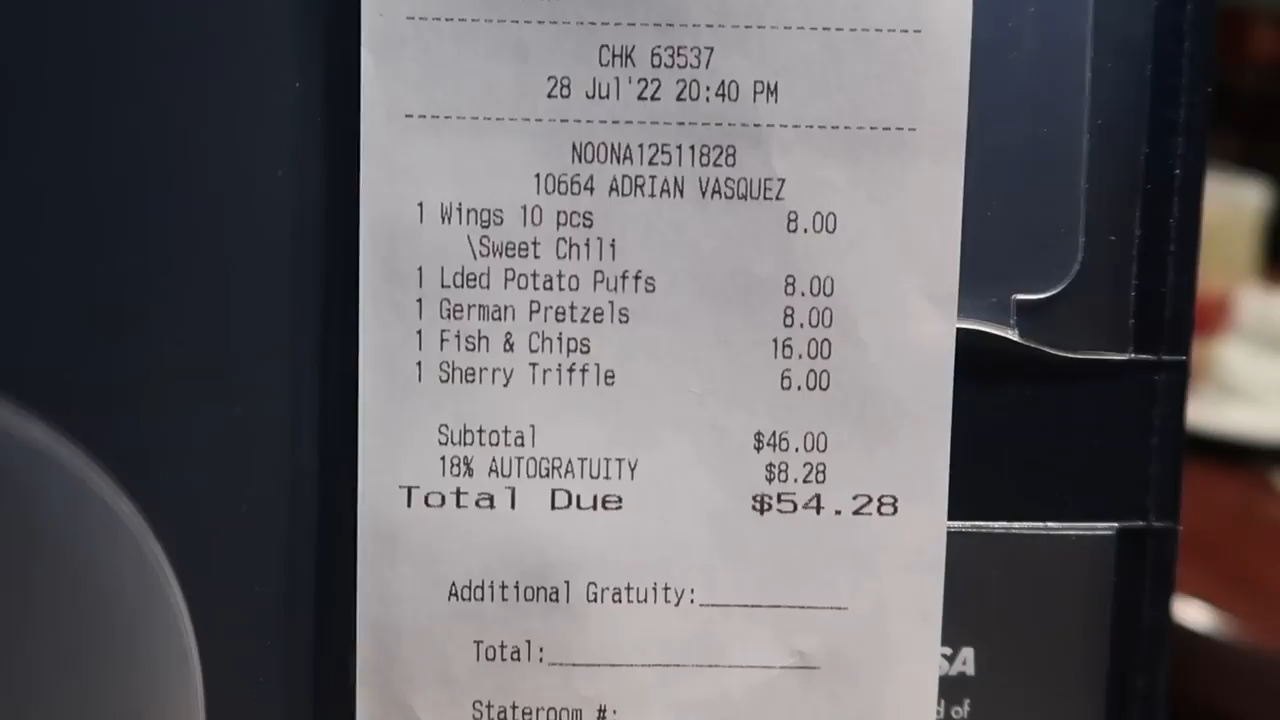 CHK 63537
28 Jul'22 20:40 PM
NOONA12511828
10664 ADRIAN VASQUEZ
1 Wings 10 pcs 8.00
\Sweet Chili
1 Lded Potato Puffs 8.00
1 German Pretzels 8.00
1 Fish & Chips 16.00
1 Sherry Triffle 6.00
Subtotal $46.00
18% AUTOGRATUITY $8.28
Total Due $54.28
Additional Gratuity:
Total:
Stateroom #:
SA
of